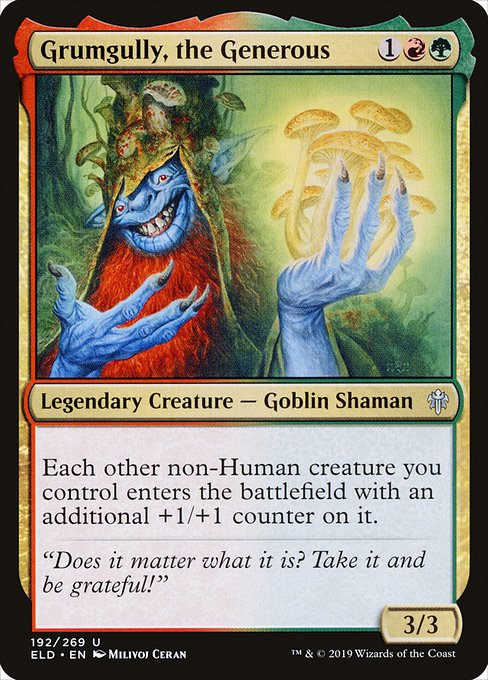 Grumgully, the Generous 1
Legendary Creature — Goblin Shaman
Each other non-Human creature you
control enters the battlefield with an
additional +1/+1 counter on it.
“Does it matter what it is? Take it and
be grateful!”
3/3
192/269 U
ELD • EN Milivoj Ceran
™ & © 2019 Wizards of the Coast